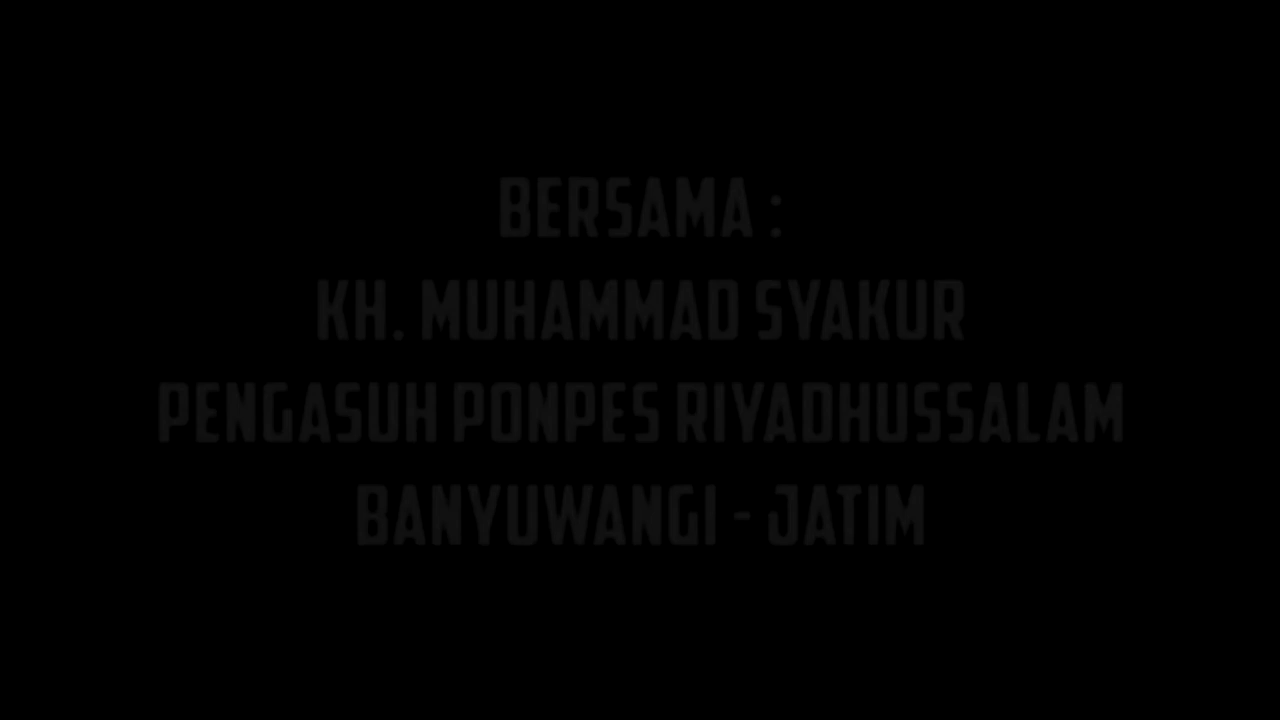 BERSAMA :
KH. MUHAMMAD SYAKUR
PENGASUH PONPES RIYADHUSSALAM
BANYUWANGI - JATIM